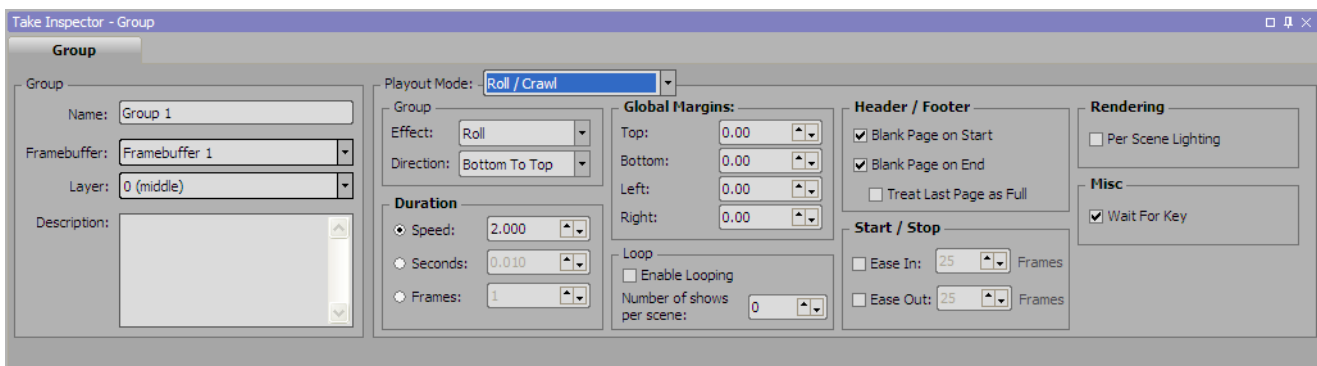 Take Inspector - Group
Group
Group
Name: Group 1
Framebuffer: Framebuffer 1
Layer: 0 (middle)
Description:
Playout Mode: Roll / Crawl
Group
Effect: Roll
Direction: Bottom To Top
Duration
Speed: 2.000
Seconds: 0.010
Frames: 1
Global Margins:
Top: 0.00
Bottom: 0.00
Left: 0.00
Right: 0.00
Loop
Enable Looping
Number of shows
per scene: 0
Header / Footer
Blank Page on Start
Blank Page on End
Treat Last Page as Full
Start / Stop
Ease In: 25 Frames
Ease Out: 25 Frames
Rendering
Per Scene Lighting
Misc
Wait For Key